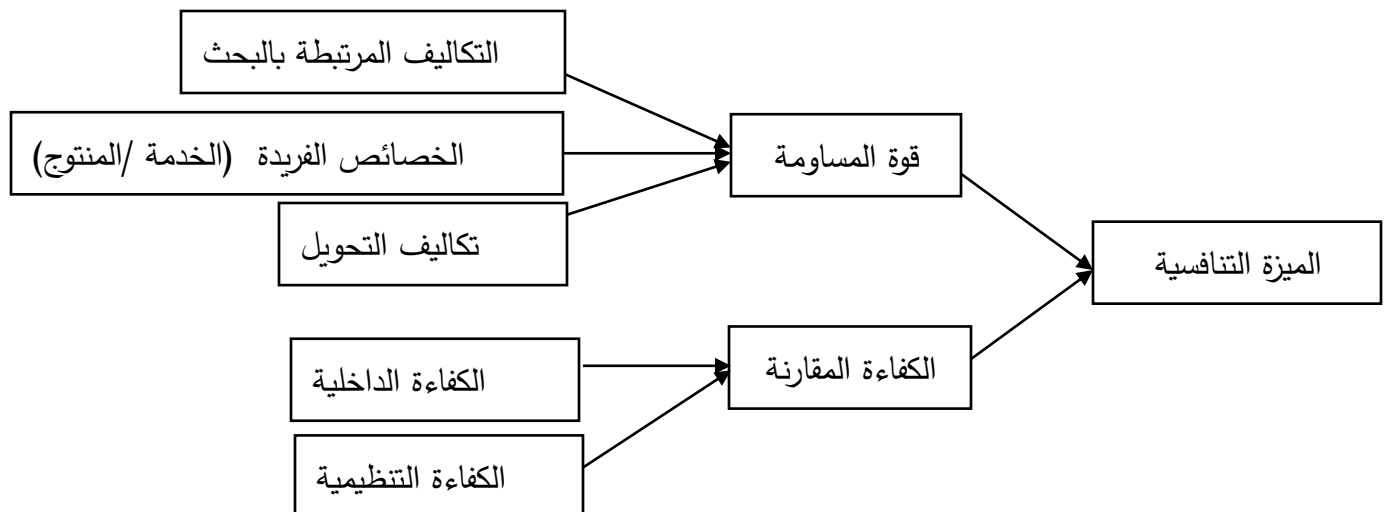 التكاليف المرتبطة بالبحث
الخصائص الفريدة (الخدمة /المنتوج)
قوة المساومة
تكاليف التحويل
الميزة التنافسية
الكفاءة المقارنة
الكفاءة الداخلية
الكفاءة التنظيمية